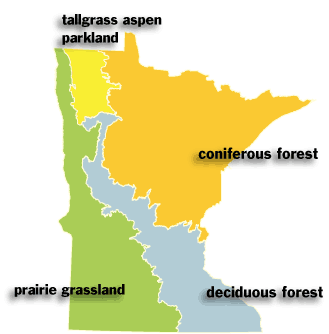 tallgrass aspen
parkland
coniferous forest
prairie grassland
deciduous forest